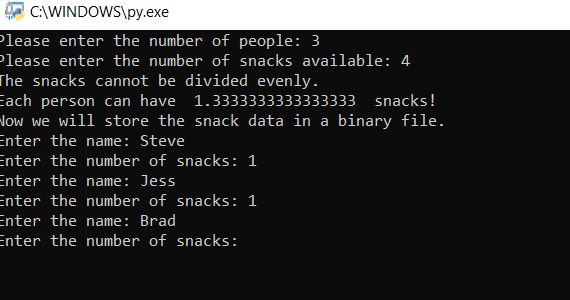 C:\WINDOWS\py.exe
Please enter the number of people: 3
Please enter the number of snacks available: 4
The snacks cannot be divided evenly.
Each person can have  1.3333333333333333  snacks!
Now we will store the snack data in a binary file.
Enter the name: Steve
Enter the number of snacks: 1
Enter the name: Jess
Enter the number of snacks: 1
Enter the name: Brad
Enter the number of snacks: